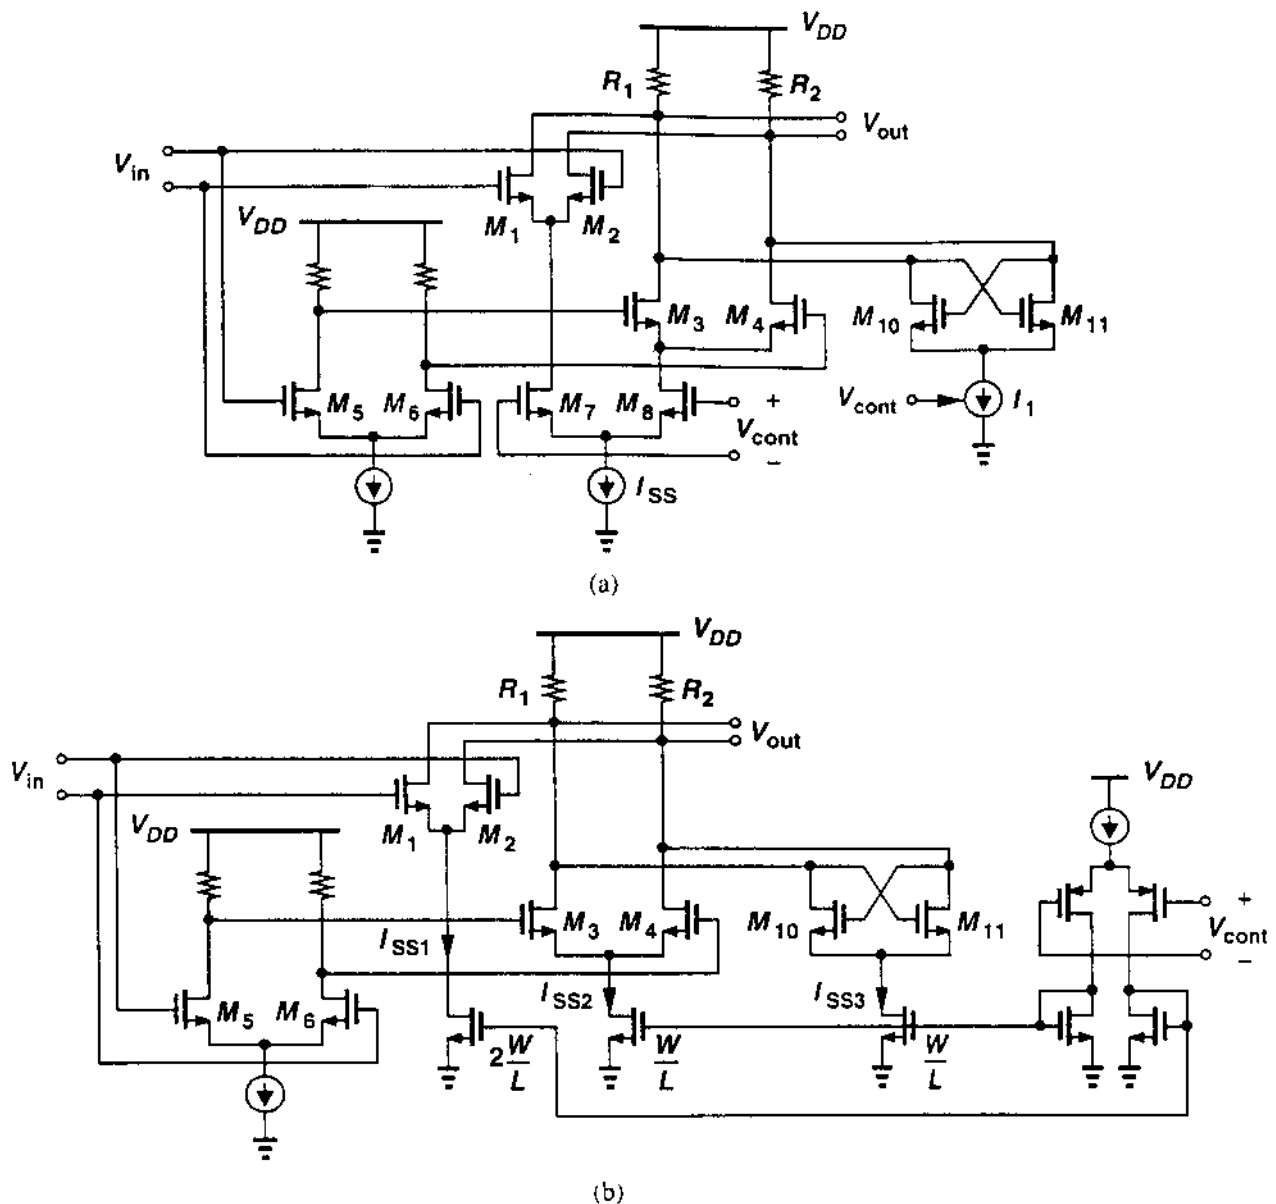 V_DD
R_1 R_2
V_out
V_in
M_1 M_2
V_DD
M_3 M_4 M_10 M_11
M_5 M_6 M_7 M_8 + V_cont −
V_cont I_1
I_SS
(a)
V_DD
R_1 R_2
V_out
V_in
V_DD
M_1 M_2
V_DD
M_3 M_4 M_10 M_11
+ V_cont −
I_SS1
I_SS2 I_SS3
M_5 M_6
2 W/L W/L W/L
(b)